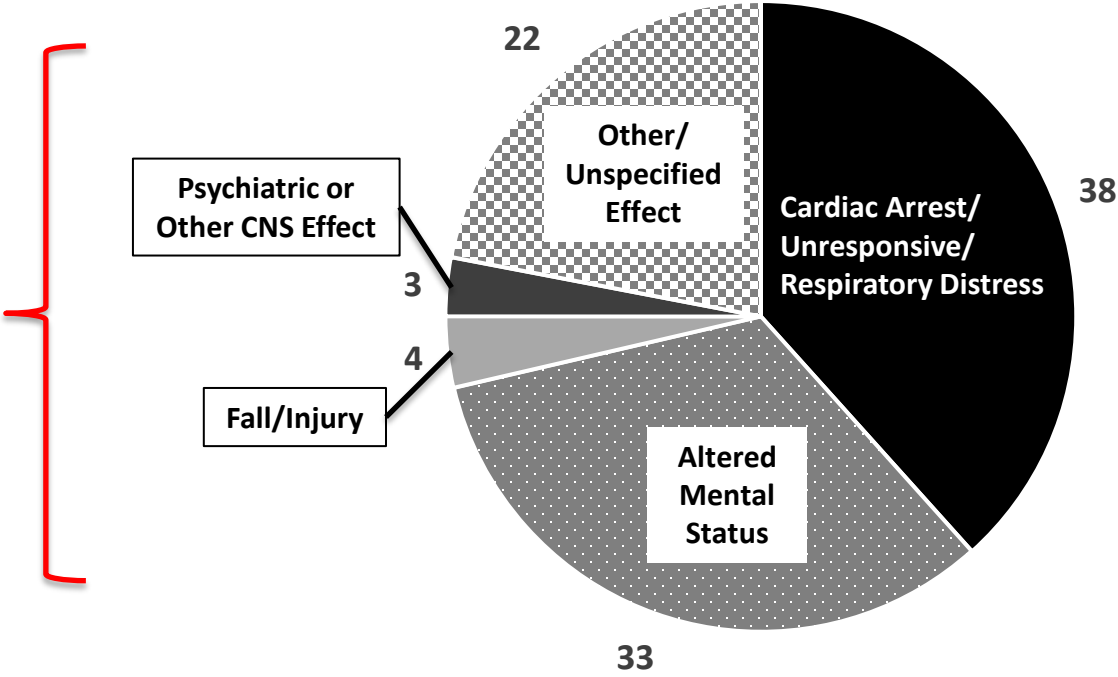 22
Other/
Unspecified
Effect
38
Cardiac Arrest/
Unresponsive/
Respiratory Distress
Psychiatric or
Other CNS Effect
3
4
Fall/Injury
Altered
Mental
Status
33